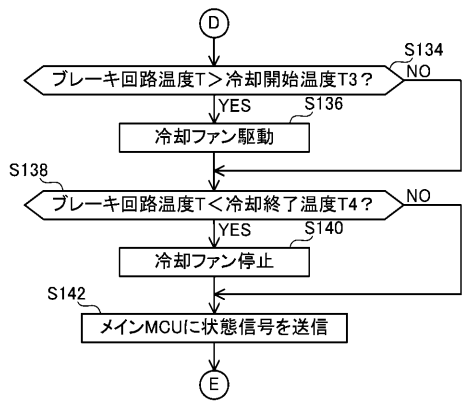 D
S134
ブレーキ回路温度T＞冷却開始温度T3？
NO
YES
S136
冷却ファン駆動
S138
ブレーキ回路温度T＜冷却終了温度T4？
NO
YES
S140
冷却ファン停止
S142
メインMCUに状態信号を送信
E